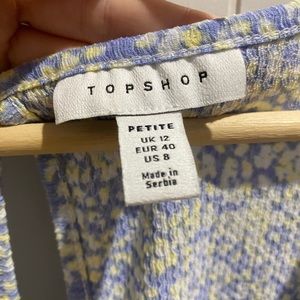 TOPSHOP
PETITE
UK 12
EUR 40
US 8
Made in
Serbia